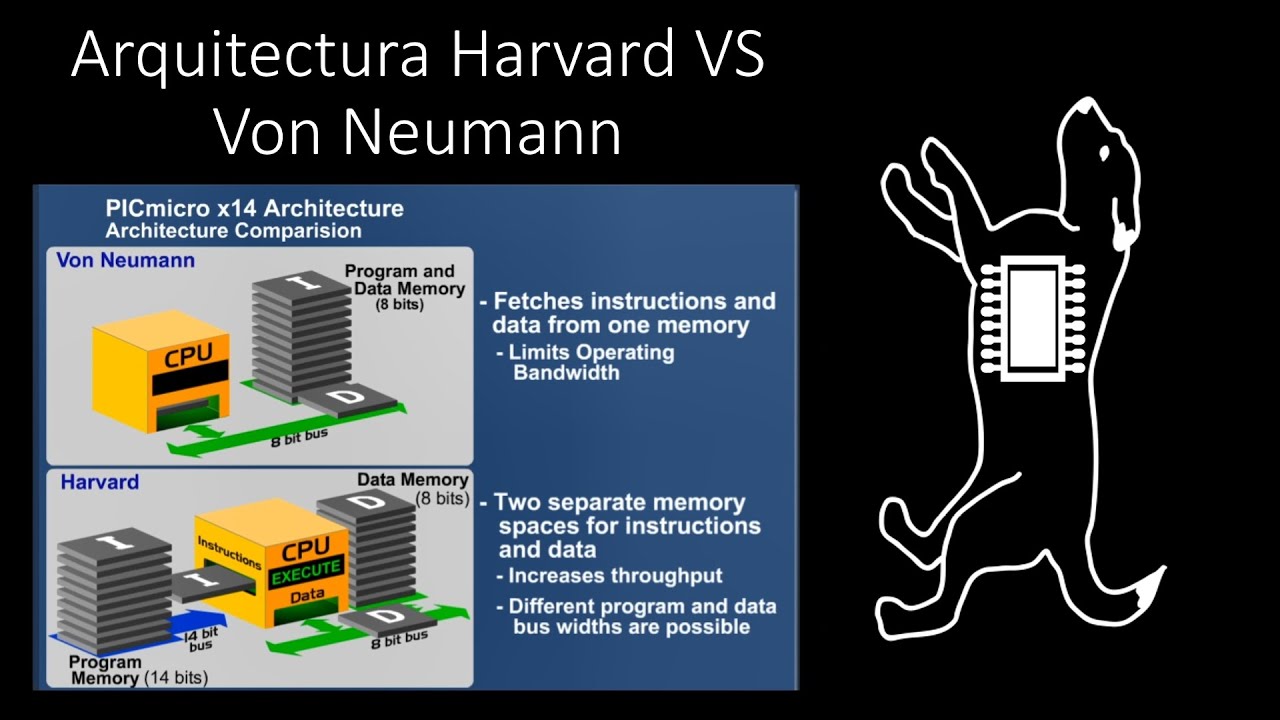 Arquitectura Harvard VS
Von Neumann
PICmicro x14 Architecture
Architecture Comparision
Von Neumann
I
Program and
Data Memory
(8 bits)
CPU
D
8 bit bus
- Fetches instructions and
data from one memory
- Limits Operating
Bandwidth
Harvard
Data Memory
(8 bits)
D
I
Instructions
CPU
EXECUTE
I
Data
D
14 bit
bus
8 bit bus
Program
Memory (14 bits)
- Two separate memory
spaces for instructions
and data
- Increases throughput
- Different program and data
bus widths are possible